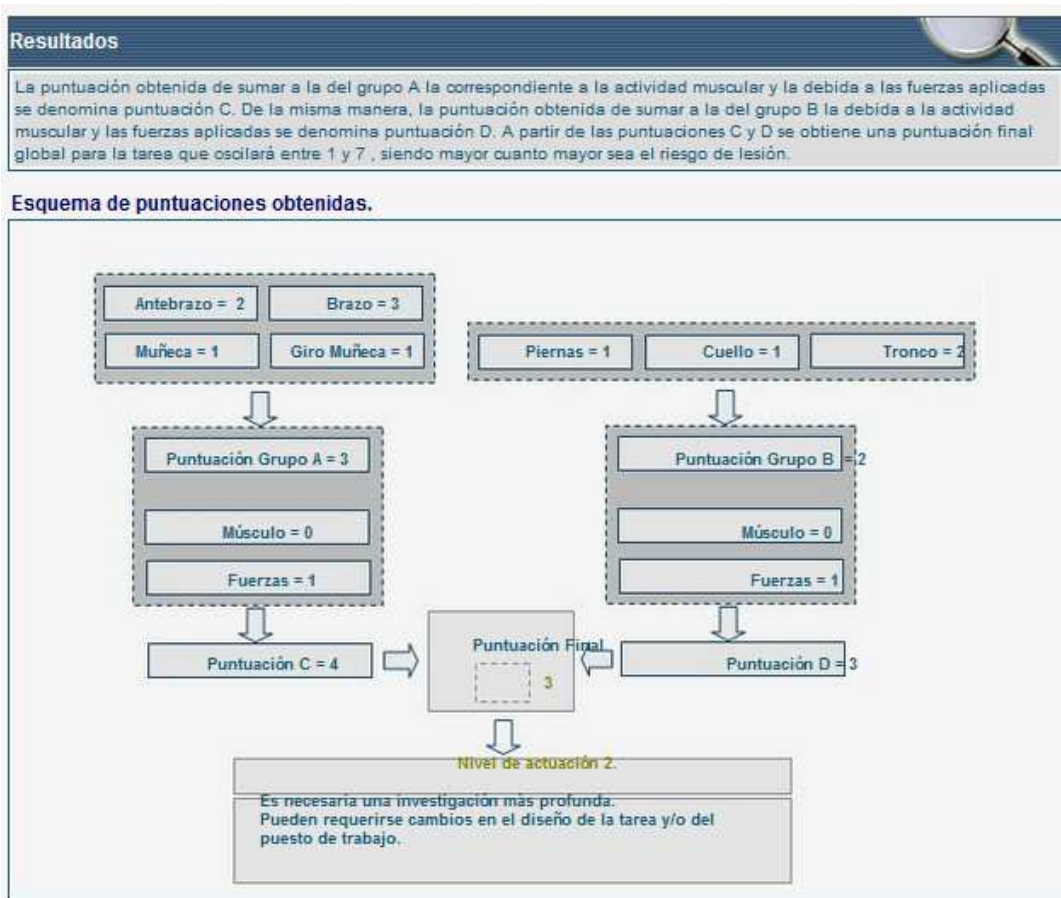 Resultados
La puntuación obtenida de sumar a la del grupo A la correspondiente a la actividad muscular y la debida a las fuerzas aplicadas
se denomina puntuación C. De la misma manera, la puntuación obtenida de sumar a la del grupo B la debida a la actividad
muscular y las fuerzas aplicadas se denomina puntuación D. A partir de las puntuaciones C y D se obtiene una puntuación final
global para la tarea que oscilará entre 1 y 7 , siendo mayor cuanto mayor sea el riesgo de lesión.
Esquema de puntuaciones obtenidas.
Antebrazo = 2
Brazo = 3
Muñeca = 1
Giro Muñeca = 1
Piernas = 1
Cuello = 1
Tronco = 2
Puntuación Grupo A = 3
Músculo = 0
Fuerzas = 1
Puntuación Grupo B = 2
Músculo = 0
Fuerzas = 1
Puntuación C = 4
Puntuación Final
3
Puntuación D = 3
Nivel de actuación 2.
Es necesaria una investigación más profunda.
Pueden requerirse cambios en el diseño de la tarea y/o del
puesto de trabajo.